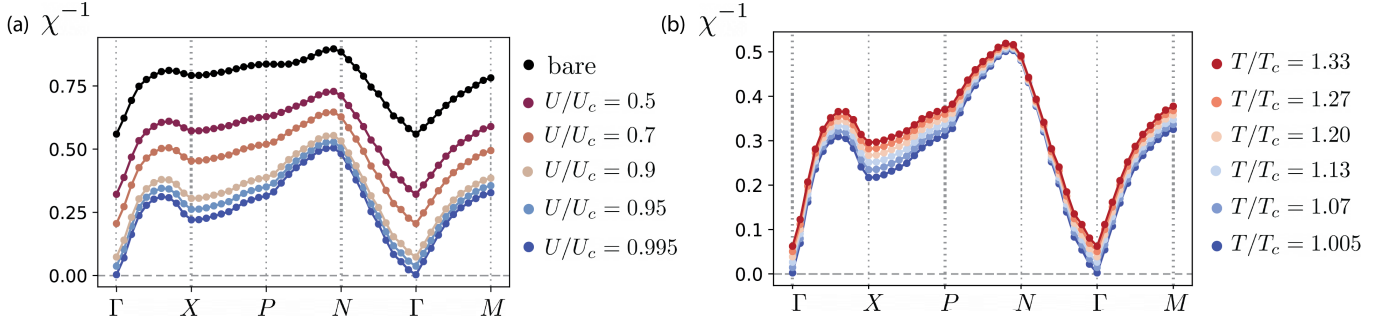 (a) χ⁻¹
0.75
0.50
0.25
0.00
Γ X P N Γ M
bare
U/U_c = 0.5
U/U_c = 0.7
U/U_c = 0.9
U/U_c = 0.95
U/U_c = 0.995
(b) χ⁻¹
0.5
0.4
0.3
0.2
0.1
0.0
Γ X P N Γ M
T/T_c = 1.33
T/T_c = 1.27
T/T_c = 1.20
T/T_c = 1.13
T/T_c = 1.07
T/T_c = 1.005